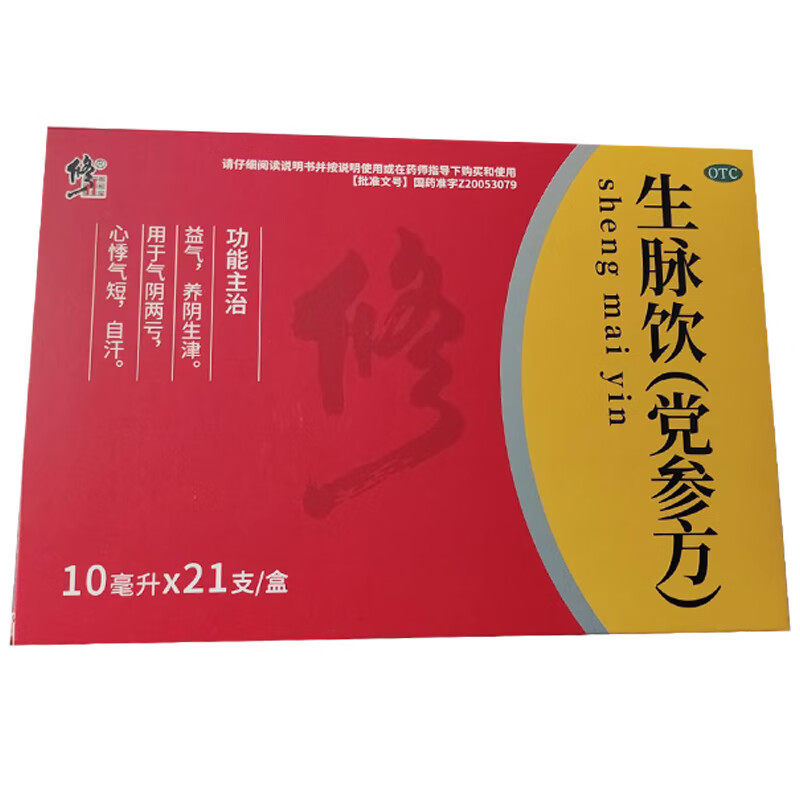 修
请仔细阅读说明书并按说明使用或在药师指导下购买和使用
【批准文号】国药准字Z20053079
OTC
生脉饮(党参方)
sheng mai yin
功能主治
益气，养阴生津。
用于气阴两亏，
心悸气短，自汗。
修
10毫升x21支/盒